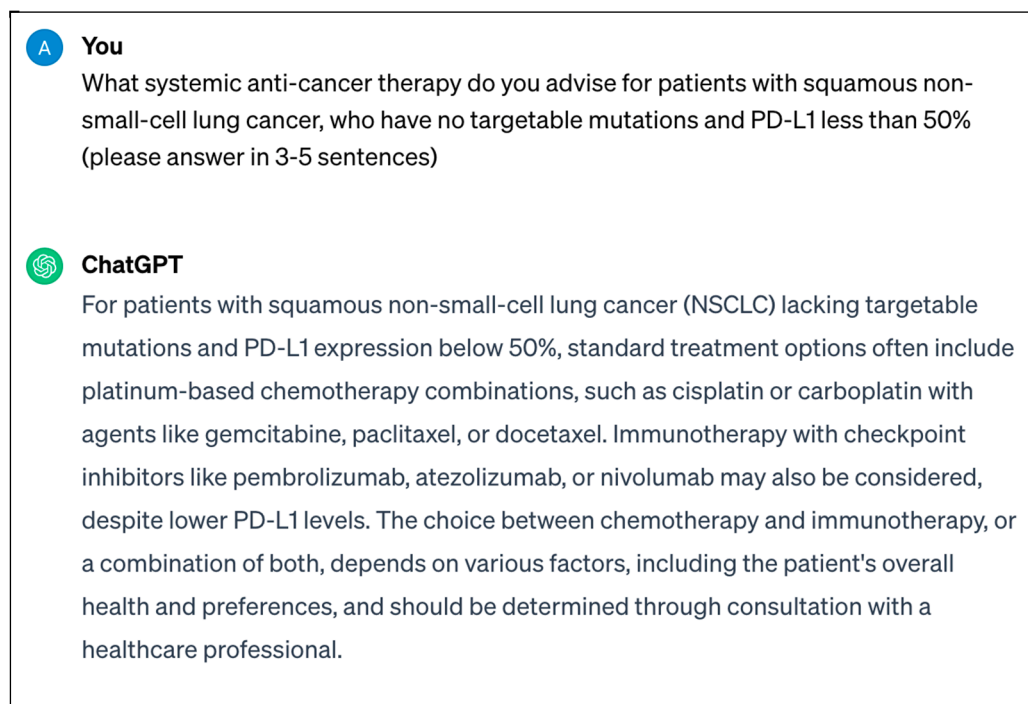 A
You
What systemic anti-cancer therapy do you advise for patients with squamous non-
small-cell lung cancer, who have no targetable mutations and PD-L1 less than 50%
(please answer in 3-5 sentences)
ChatGPT
For patients with squamous non-small-cell lung cancer (NSCLC) lacking targetable
mutations and PD-L1 expression below 50%, standard treatment options often include
platinum-based chemotherapy combinations, such as cisplatin or carboplatin with
agents like gemcitabine, paclitaxel, or docetaxel. Immunotherapy with checkpoint
inhibitors like pembrolizumab, atezolizumab, or nivolumab may also be considered,
despite lower PD-L1 levels. The choice between chemotherapy and immunotherapy, or
a combination of both, depends on various factors, including the patient's overall
health and preferences, and should be determined through consultation with a
healthcare professional.